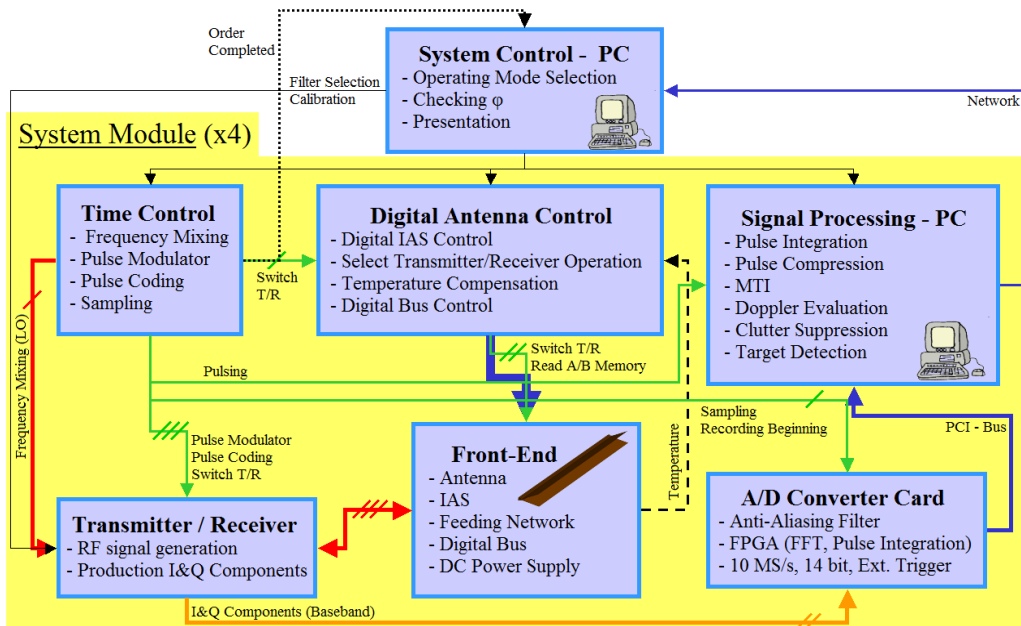 Order
Completed
System Control - PC
- Operating Mode Selection
- Checking φ
- Presentation
Filter Selection
Calibration
Network
System Module (x4)
Time Control
- Frequency Mixing
- Pulse Modulator
- Pulse Coding
- Sampling
Digital Antenna Control
- Digital IAS Control
- Select Transmitter/Receiver Operation
- Temperature Compensation
- Digital Bus Control
Signal Processing - PC
- Pulse Integration
- Pulse Compression
- MTI
- Doppler Evaluation
- Clutter Suppression
- Target Detection
Switch
T/R
Frequency Mixing (LO)
Pulsing
Switch T/R
Read A/B Memory
Sampling
Recording Beginning
PCI - Bus
Pulse Modulator
Pulse Coding
Switch T/R
Temperature
Front-End
- Antenna
- IAS
- Feeding Network
- Digital Bus
- DC Power Supply
A/D Converter Card
- Anti-Aliasing Filter
- FPGA (FFT, Pulse Integration)
- 10 MS/s, 14 bit, Ext. Trigger
Transmitter / Receiver
- RF signal generation
- Production I&Q Components
I&Q Components (Baseband)